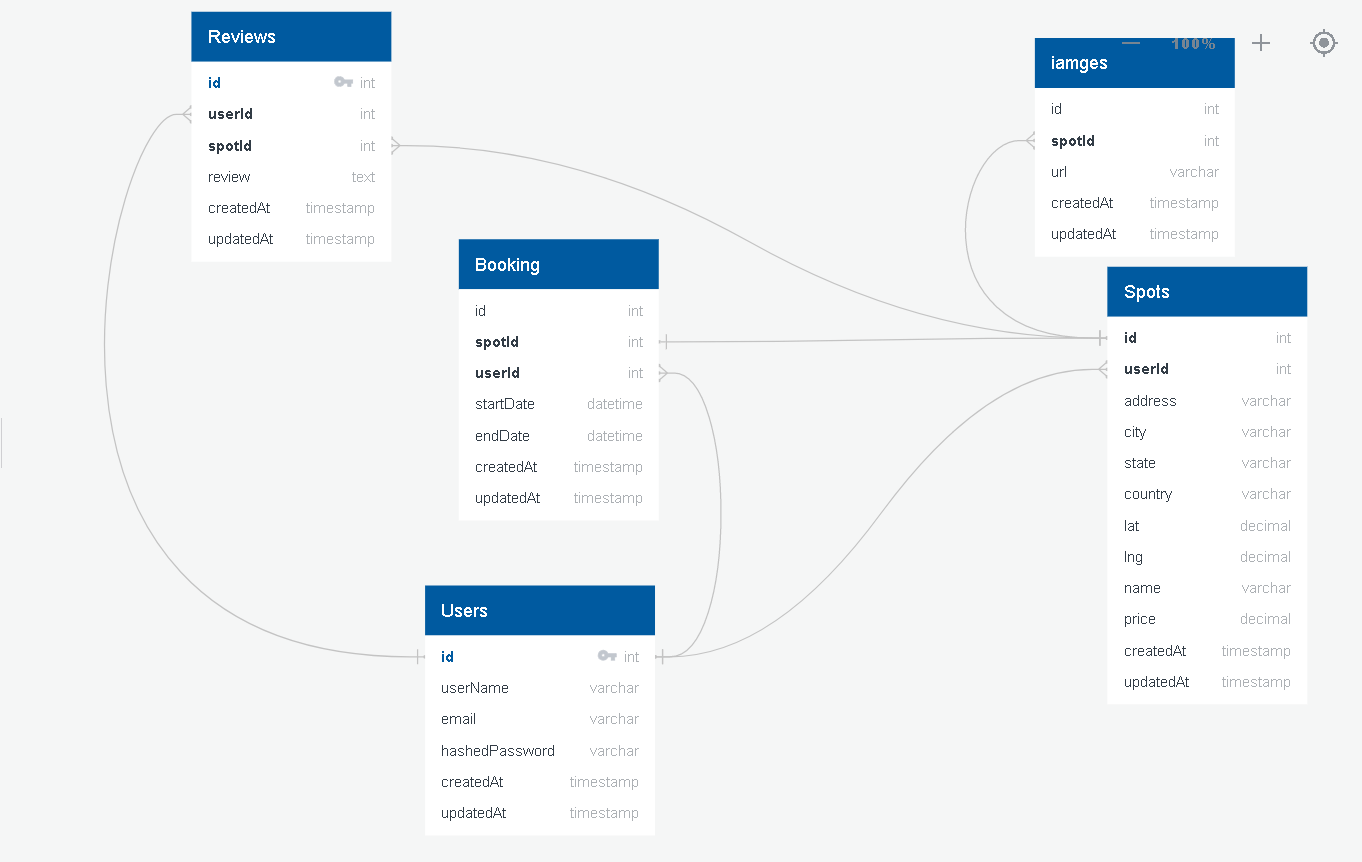 Reviews
id int
userId int
spotId int
review text
createdAt timestamp
updatedAt timestamp
100%
iamges
id int
spotId int
url varchar
createdAt timestamp
updatedAt timestamp
Booking
id int
spotId int
userId int
startDate datetime
endDate datetime
createdAt timestamp
updatedAt timestamp
Spots
id int
userId int
address varchar
city varchar
state varchar
country varchar
lat decimal
lng decimal
name varchar
price decimal
createdAt timestamp
updatedAt timestamp
Users
id int
userName varchar
email varchar
hashedPassword varchar
createdAt timestamp
updatedAt timestamp